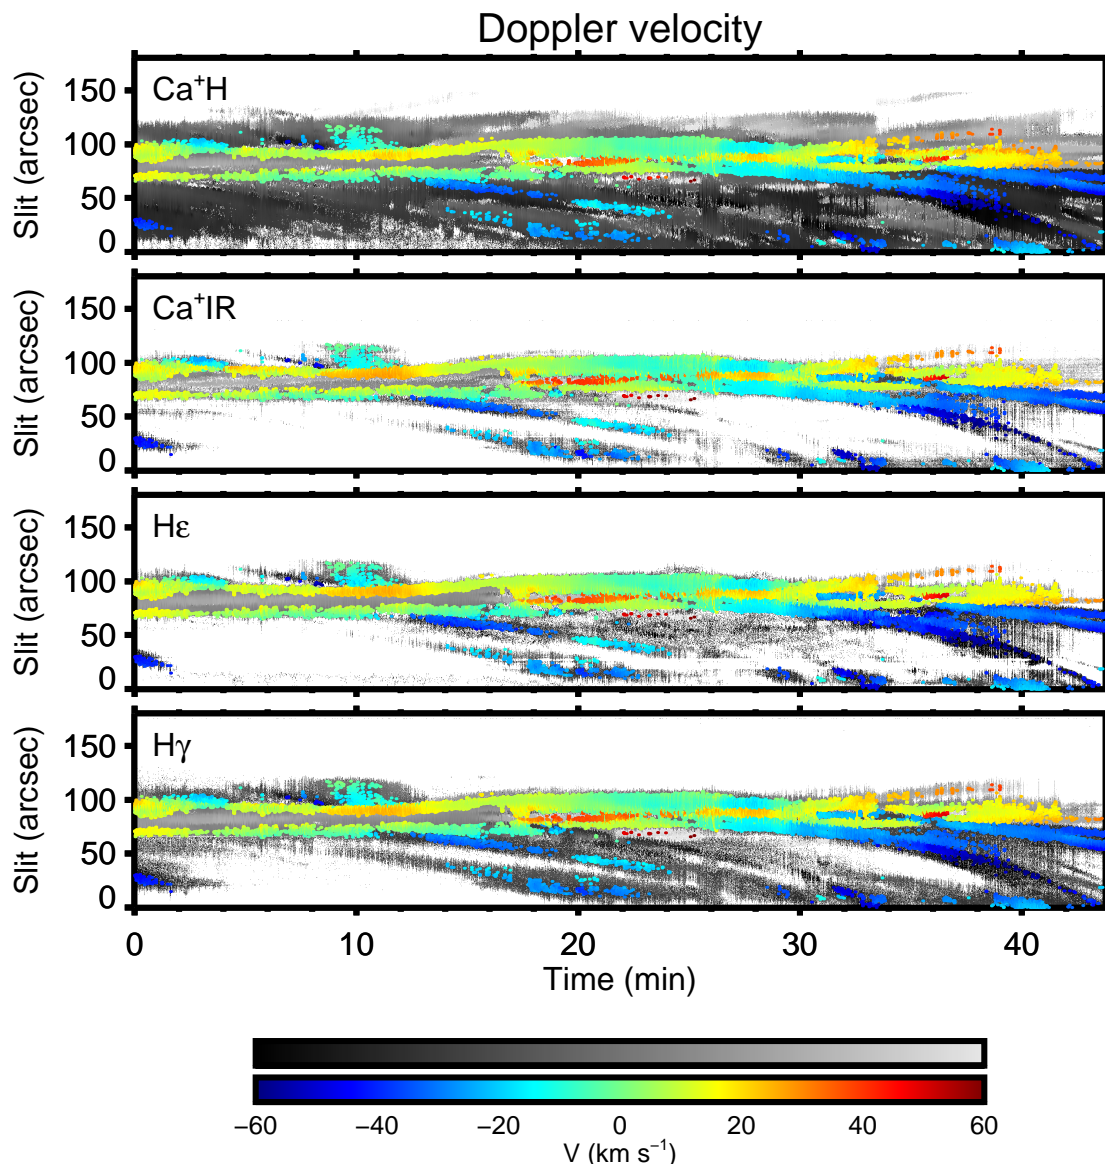 Doppler velocity
Ca⁺H
150
100
50
0
Slit (arcsec)
Ca⁺IR
150
100
50
0
Slit (arcsec)
Hε
150
100
50
0
Slit (arcsec)
Hγ
150
100
50
0
Slit (arcsec)
0 10 20 30 40
Time (min)
−60 −40 −20 0 20 40 60
V (km s⁻¹)